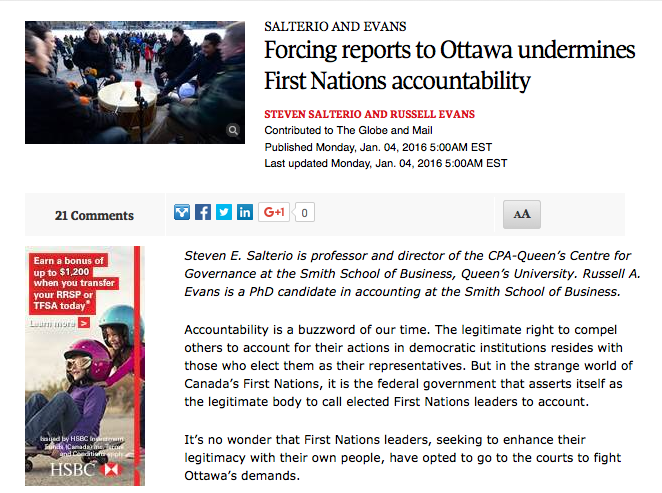 SALTERIO AND EVANS
Forcing reports to Ottawa undermines
First Nations accountability
STEVEN SALTERIO AND RUSSELL EVANS
Contributed to The Globe and Mail
Published Monday, Jan. 04, 2016 5:00AM EST
Last updated Monday, Jan. 04, 2016 5:00AM EST
21 Comments
f
in
G+1
0
AA
Earn a bonus of
up to $1,200
when you transfer
your RRSP or
TFSA today*
Learn more >
Issued by HSBC Investment
Funds (Canada) Inc. Terms
and Conditions apply
HSBC
Steven E. Salterio is professor and director of the CPA-Queen’s Centre for
Governance at the Smith School of Business, Queen’s University. Russell A.
Evans is a PhD candidate in accounting at the Smith School of Business.
Accountability is a buzzword of our time. The legitimate right to compel
others to account for their actions in democratic institutions resides with
those who elect them as their representatives. But in the strange world of
Canada’s First Nations, it is the federal government that asserts itself as
the legitimate body to call elected First Nations leaders to account.
It’s no wonder that First Nations leaders, seeking to enhance their
legitimacy with their own people, have opted to go to the courts to fight
Ottawa’s demands.